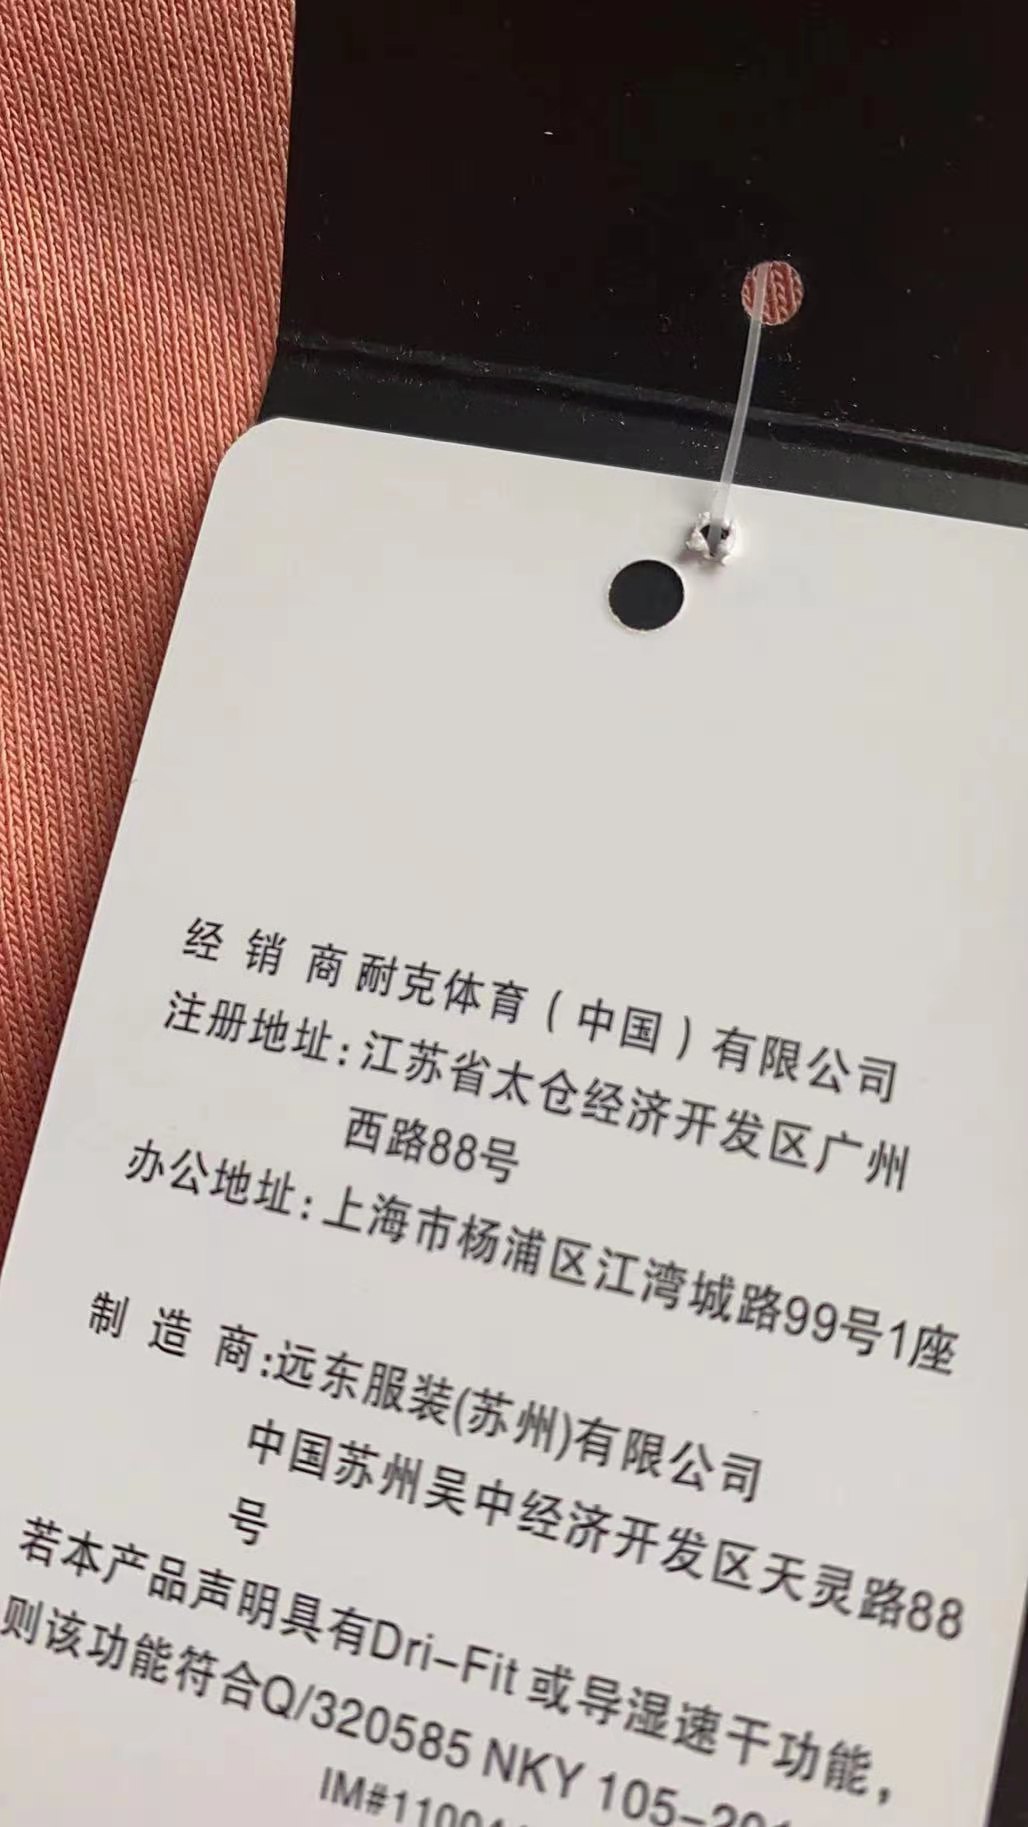 经 销 商 耐克体育（中国）有限公司
注册地址：江苏省太仓经济开发区广州
西路88号
办公地址：上海市杨浦区江湾城路99号1座
制 造 商:远东服装(苏州)有限公司
中国苏州吴中经济开发区天灵路88
号
若本产品声明具有Dri-Fit 或导湿速干功能，
则该功能符合Q/320585 NKY 105-201
IM#11004